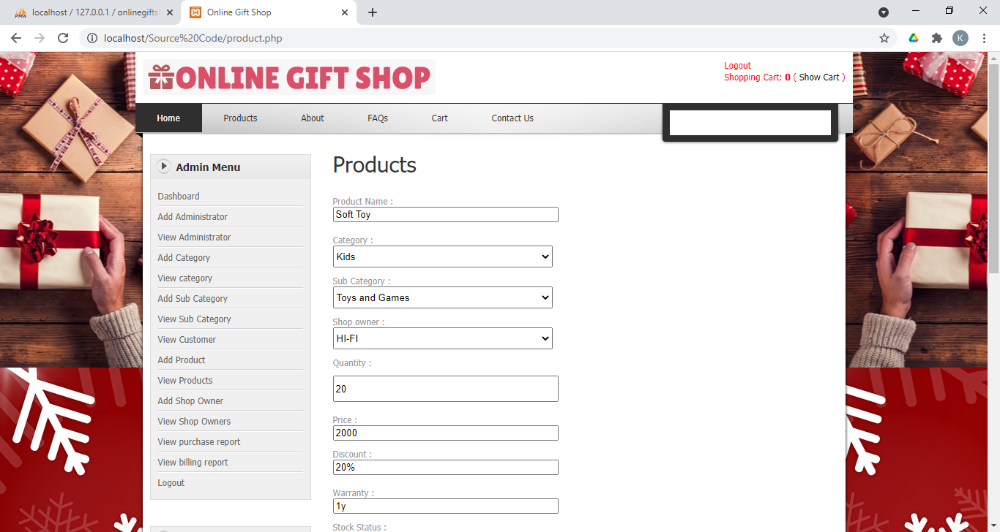 localhost / 127.0.0.1 / onlinegifts
Online Gift Shop
localhost/Source%20Code/product.php
K
ONLINE GIFT SHOP
Logout
Shopping Cart: 0 ( Show Cart )
Home Products About FAQs Cart Contact Us
Admin Menu
Dashboard
Add Administrator
View Administrator
Add Category
View category
Add Sub Category
View Sub Category
View Customer
Add Product
View Products
Add Shop Owner
View Shop Owners
View purchase report
View billing report
Logout
Products
Product Name :
Soft Toy
Category :
Kids
Sub Category :
Toys and Games
Shop owner :
HI-FI
Quantity :
20
Price :
2000
Discount :
20%
Warranty :
1y
Stock Status :